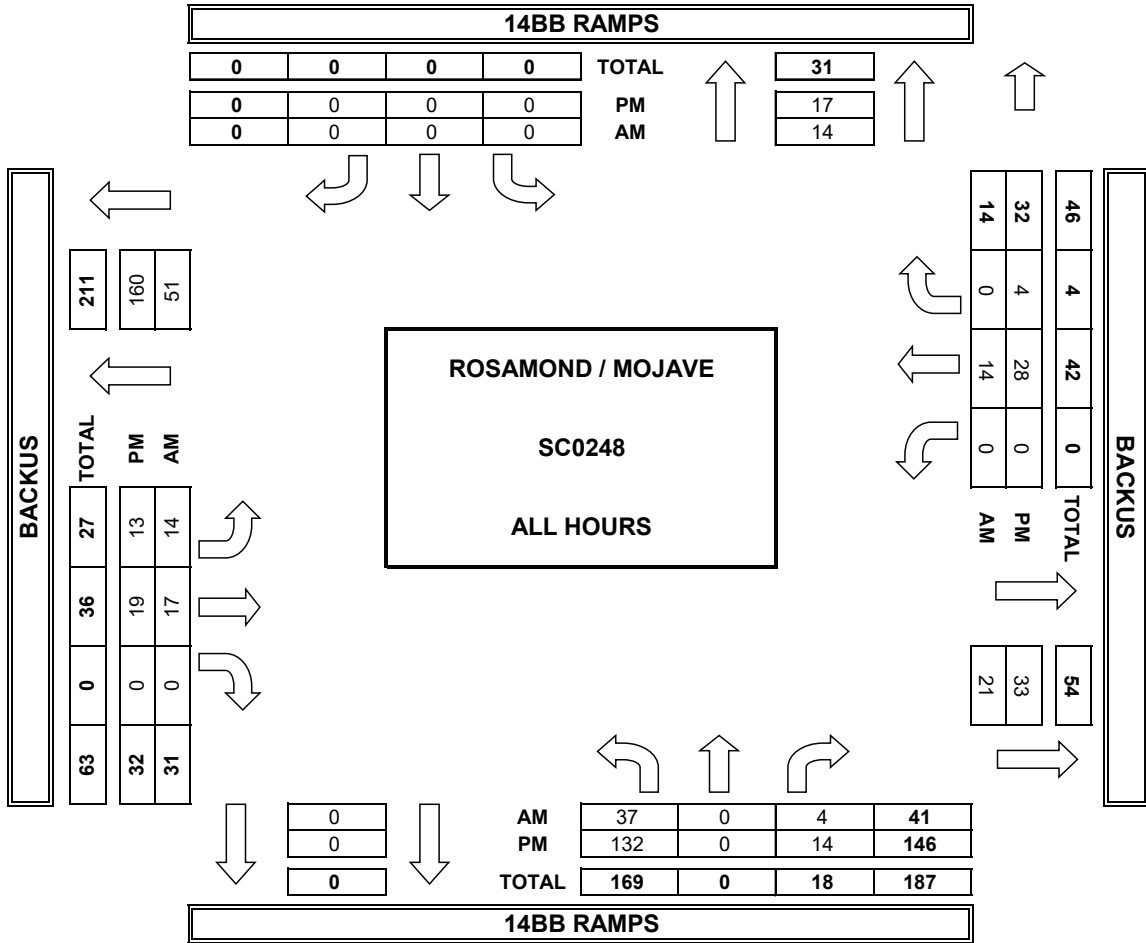 14BB RAMPS
0 0 0 0 TOTAL 31
0 0 0 0 PM 17
0 0 0 0 AM 14
BACKUS
211 160 51
TOTAL PM AM
27 13 14
36 19 17
0 0 0
63 32 31
ROSAMOND / MOJAVE
SC0248
ALL HOURS
14 32 46
0 4 4
14 28 42
0 0 0
AM PM TOTAL
21 33 54
BACKUS
0 AM 37 0 4 41
0 PM 132 0 14 146
0 TOTAL 169 0 18 187
14BB RAMPS